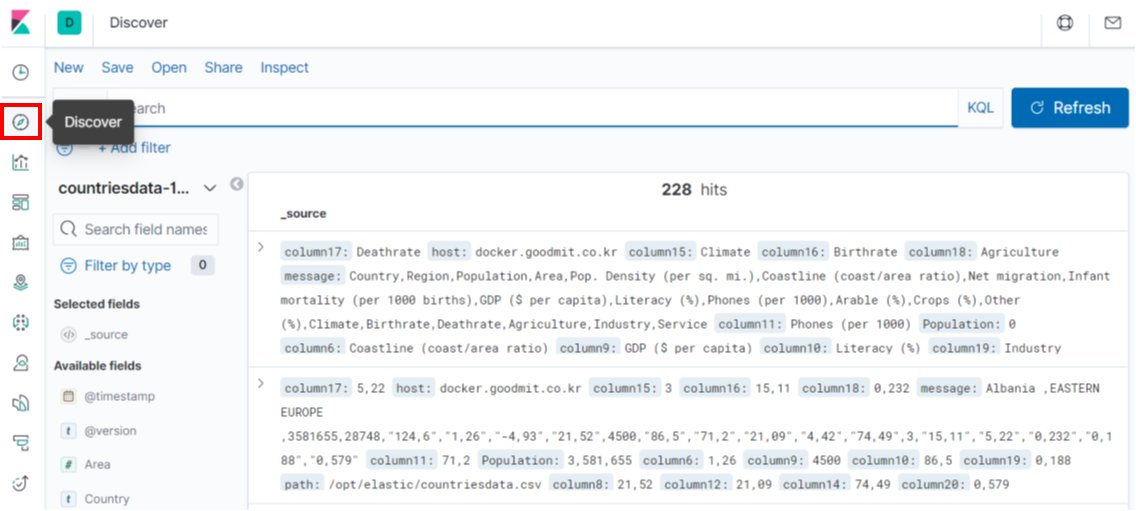 D Discover
New Save Open Share Inspect
earch KQL Refresh
Discover
+ Add filter
countriesdata-1...
228 hits
_source
Search field names
Filter by type 0
Selected fields
_source
Available fields
@timestamp
@version
Area
Country
column17: Deathrate host: docker.goodmit.co.kr column15: Climate column16: Birthrate column18: Agriculture
message: Country,Region,Population,Area,Pop. Density (per sq. mi.),Coastline (coast/area ratio),Net migration,Infant
mortality (per 1000 births),GDP ($ per capita),Literacy (%),Phones (per 1000),Arable (%),Crops (%),Other
(%),Climate,Birthrate,Deathrate,Agriculture,Industry,Service column11: Phones (per 1000) Population: 0
column6: Coastline (coast/area ratio) column9: GDP ($ per capita) column10: Literacy (%) column19: Industry
column17: 5,22 host: docker.goodmit.co.kr column15: 3 column16: 15,11 column18: 0,232 message: Albania ,EASTERN
EUROPE
,3581655,28748,"124,6","1,26","-4,93","21,52",4500,"86,5","71,2","21,09","4,42","74,49",3,"15,11","5,22","0,232","0,1
88","0,579" column11: 71,2 Population: 3,581,655 column6: 1,26 column9: 4500 column10: 86,5 column19: 0,188
path: /opt/elastic/countriesdata.csv column8: 21,52 column12: 21,09 column14: 74,49 column20: 0,579